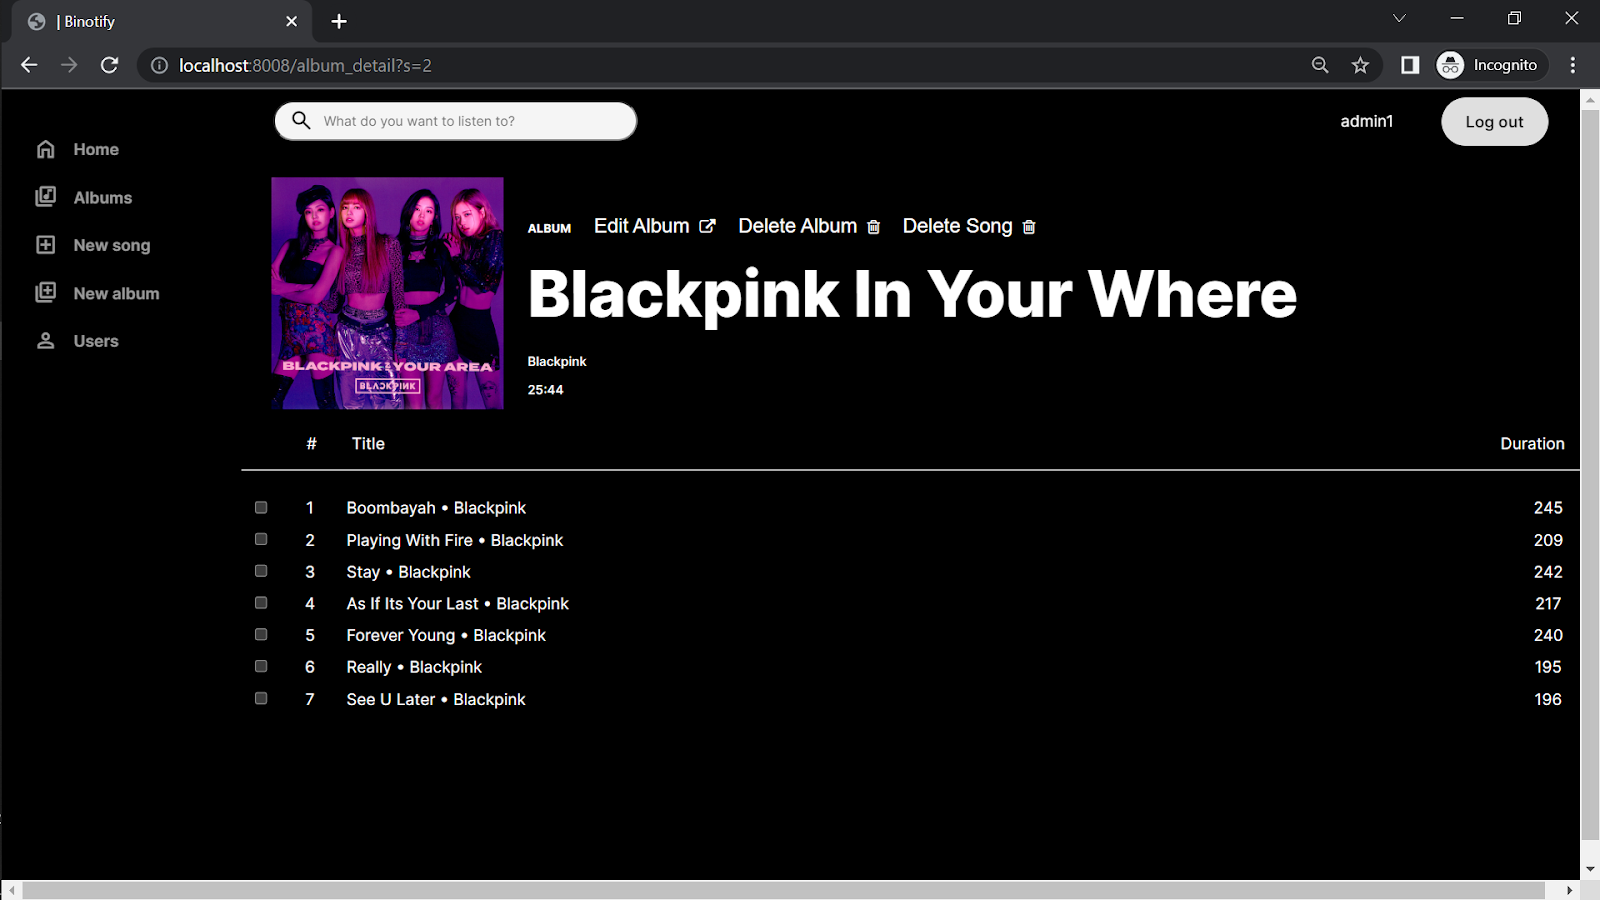 | Binotify
localhost:8008/album_detail?s=2
Incognito
What do you want to listen to?
admin1
Log out
Home
Albums
New song
New album
Users
BLACKPINK IN YOUR AREA
BLACKPINK
ALBUM Edit Album Delete Album Delete Song
Blackpink In Your Where
Blackpink
25:44
# Title Duration
1 Boombayah • Blackpink 245
2 Playing With Fire • Blackpink 209
3 Stay • Blackpink 242
4 As If Its Your Last • Blackpink 217
5 Forever Young • Blackpink 240
6 Really • Blackpink 195
7 See U Later • Blackpink 196